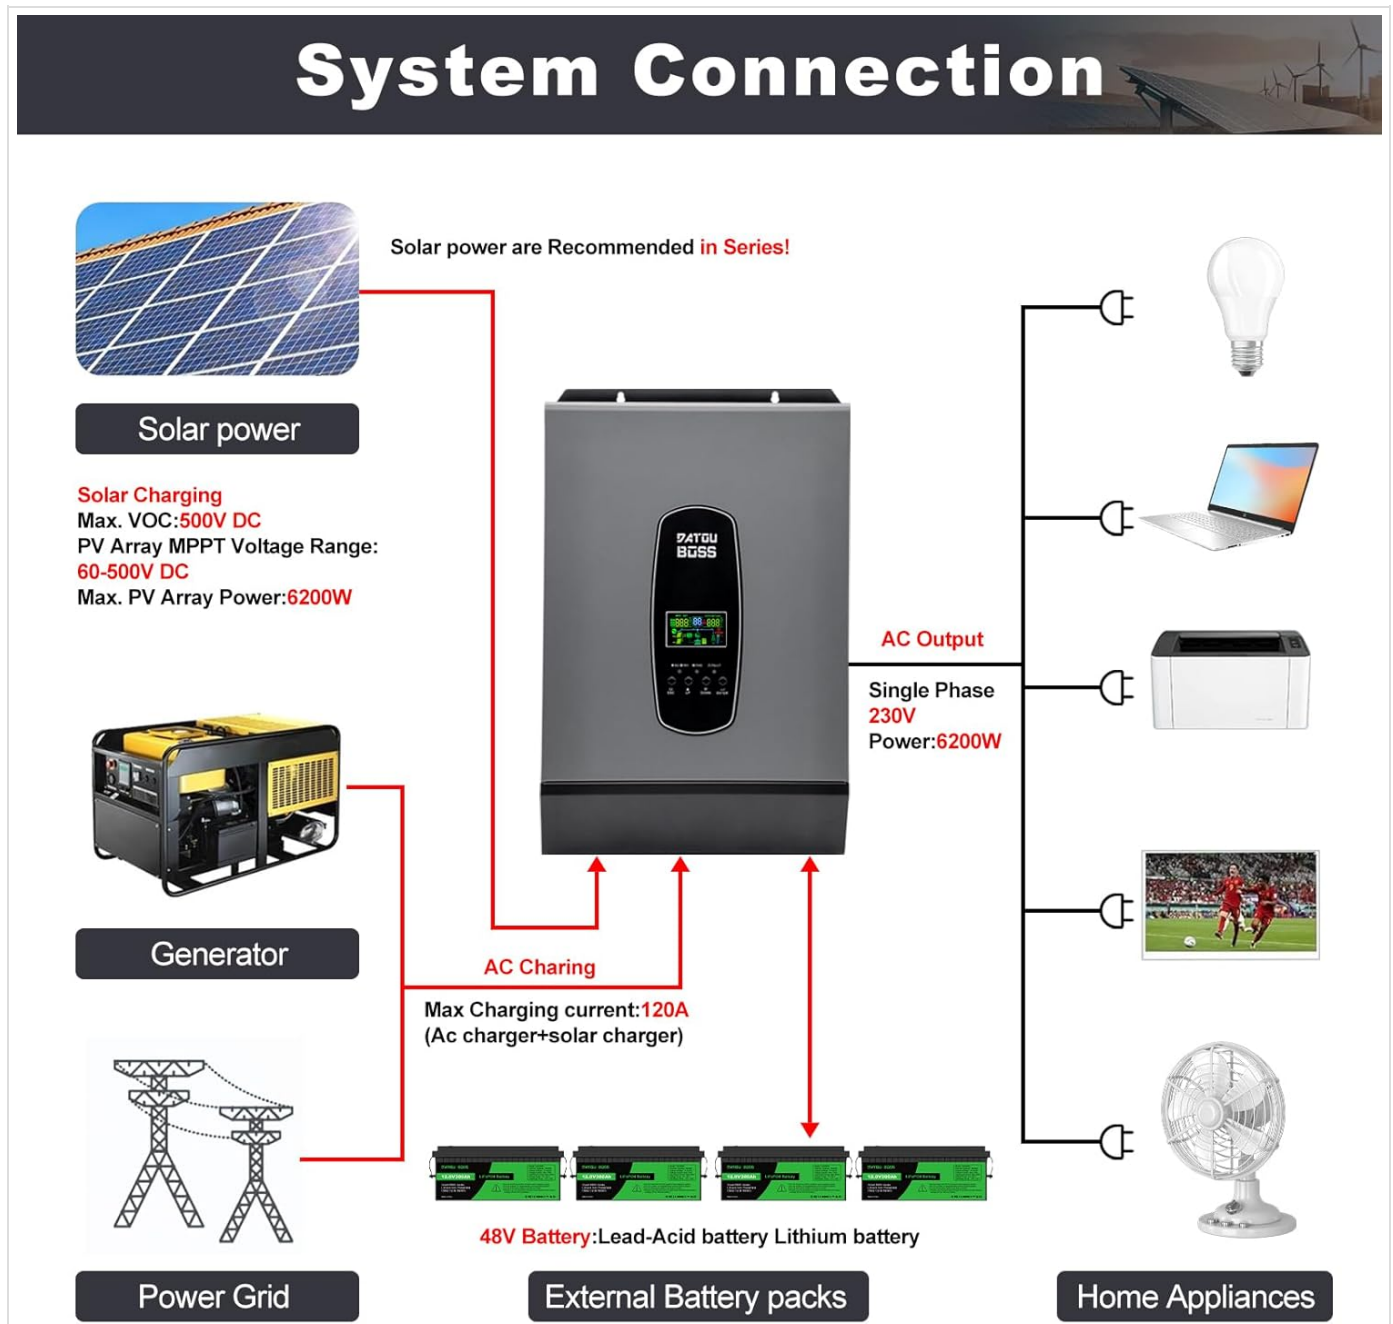 System Connection
Solar power are Recommended in Series!
Solar power
Solar Charging
Max. VOC:500V DC
PV Array MPPT Voltage Range:
60-500V DC
Max. PV Array Power:6200W
DATOU
BOSS
AC Output
Single Phase
230V
Power:6200W
Generator
AC Charing
Max Charging current:120A
(Ac charger+solar charger)
48V Battery:Lead-Acid battery Lithium battery
Power Grid
External Battery packs
Home Appliances